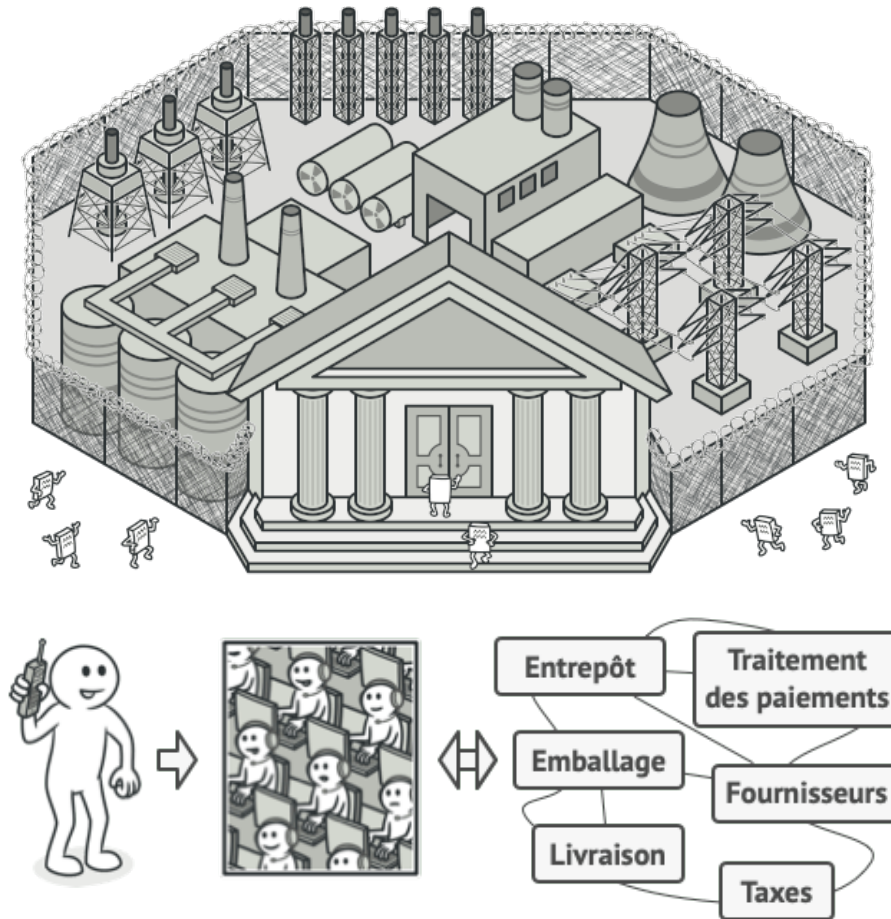 Entrepôt
Traitement
des paiements
Emballage
Fournisseurs
Livraison
Taxes